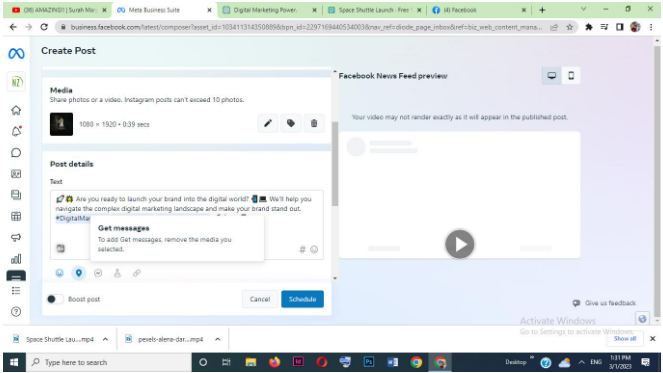 (38) AMAZING!! | Surah Mar
Meta Business Suite
Digital Marketing Power.
Space Shuttle Launch - Free
(8) Facebook
business.facebook.com/latest/composer?asset_id=103411314350889&bpn_id=2297169440534003&nav_ref=diode_page_inbox&ref=biz_web_content_mana...
Create Post
NZ
Media
Share photos or a video. Instagram posts can't exceed 10 photos.
1080 × 1920 • 0:39 secs
Post details
Text
Are you ready to launch your brand into the digital world? We'll help you
navigate the complex digital marketing landscape and make your brand stand out.
#DigitalMa
Get messages
To add Get messages, remove the media you
selected.
Boost post
Cancel
Schedule
Facebook News Feed preview
Your video may not render exactly as it will appear in the published post.
Give us feedback
Activate Windows
Go to Settings to activate Windows.
Space Shuttle Lau....mp4
pexels-alena-dar....mp4
Show all
Type here to search
Desktop
ENG
1:31 PM
3/1/2023